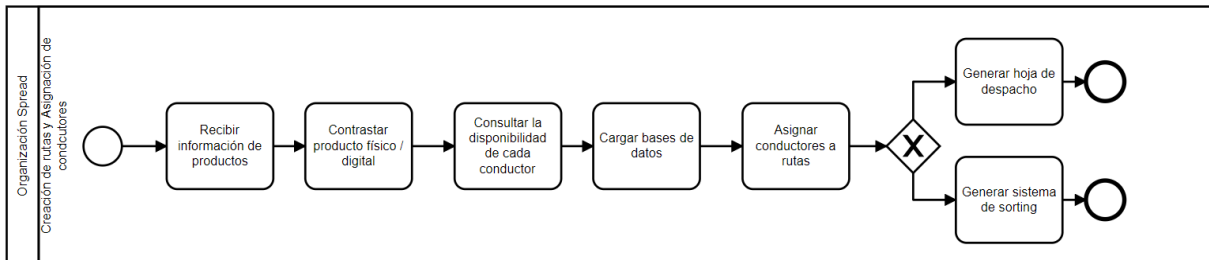 Organización Spread
Creación de rutas y Asignación de
condcutores
Recibir
información de
productos
Contrastar
producto físico /
digital
Consultar la
disponibilidad
de cada
conductor
Cargar bases de
datos
Asignar
conductores a
rutas
X
Generar hoja de
despacho
Generar sistema
de sorting